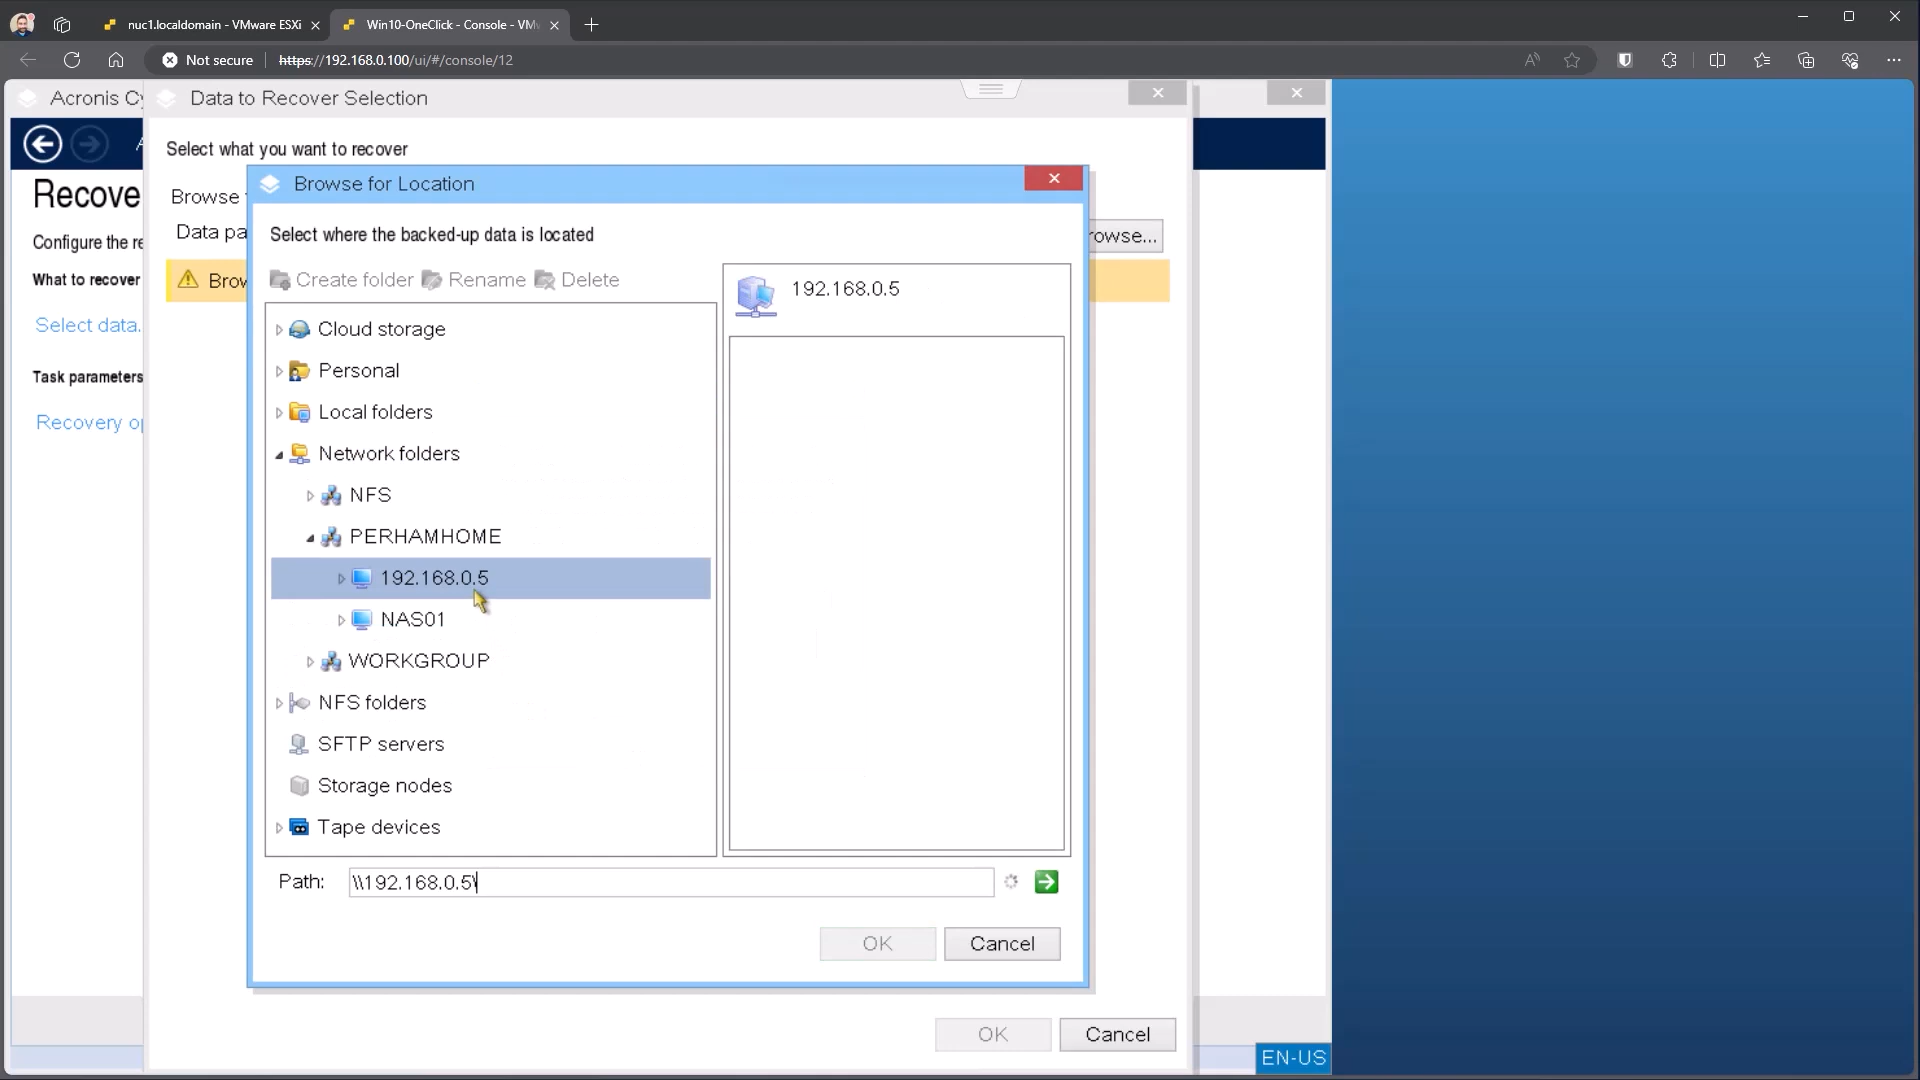 nuc1.localdomain - VMware ESXi
Win10-OneClick - Console - VM
Not secure
https://192.168.0.100/ui/#/console/12
Acronis Cy
Data to Recover Selection
Select what you want to recover
Recove
Browse
Browse for Location
Configure the re
Data pa
Select where the backed-up data is located
rowse...
What to recover
Brow
Create folder
Rename
Delete
192.168.0.5
Select data.
Cloud storage
Personal
Task parameters
Local folders
Recovery op
Network folders
NFS
PERHAMHOME
192.168.0.5
NAS01
WORKGROUP
NFS folders
SFTP servers
Storage nodes
Tape devices
Path:
\\192.168.0.5\
OK
Cancel
OK
Cancel
EN-US